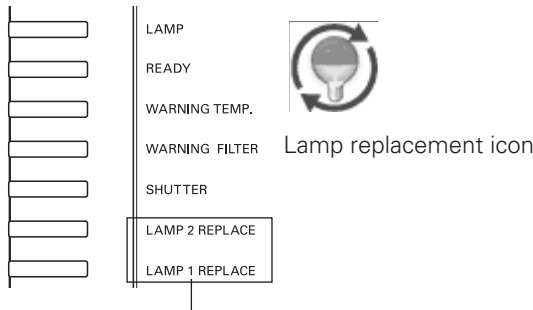 LAMP
READY
WARNING TEMP.
WARNING FILTER
SHUTTER
LAMP 2 REPLACE
LAMP 1 REPLACE
Lamp replacement icon